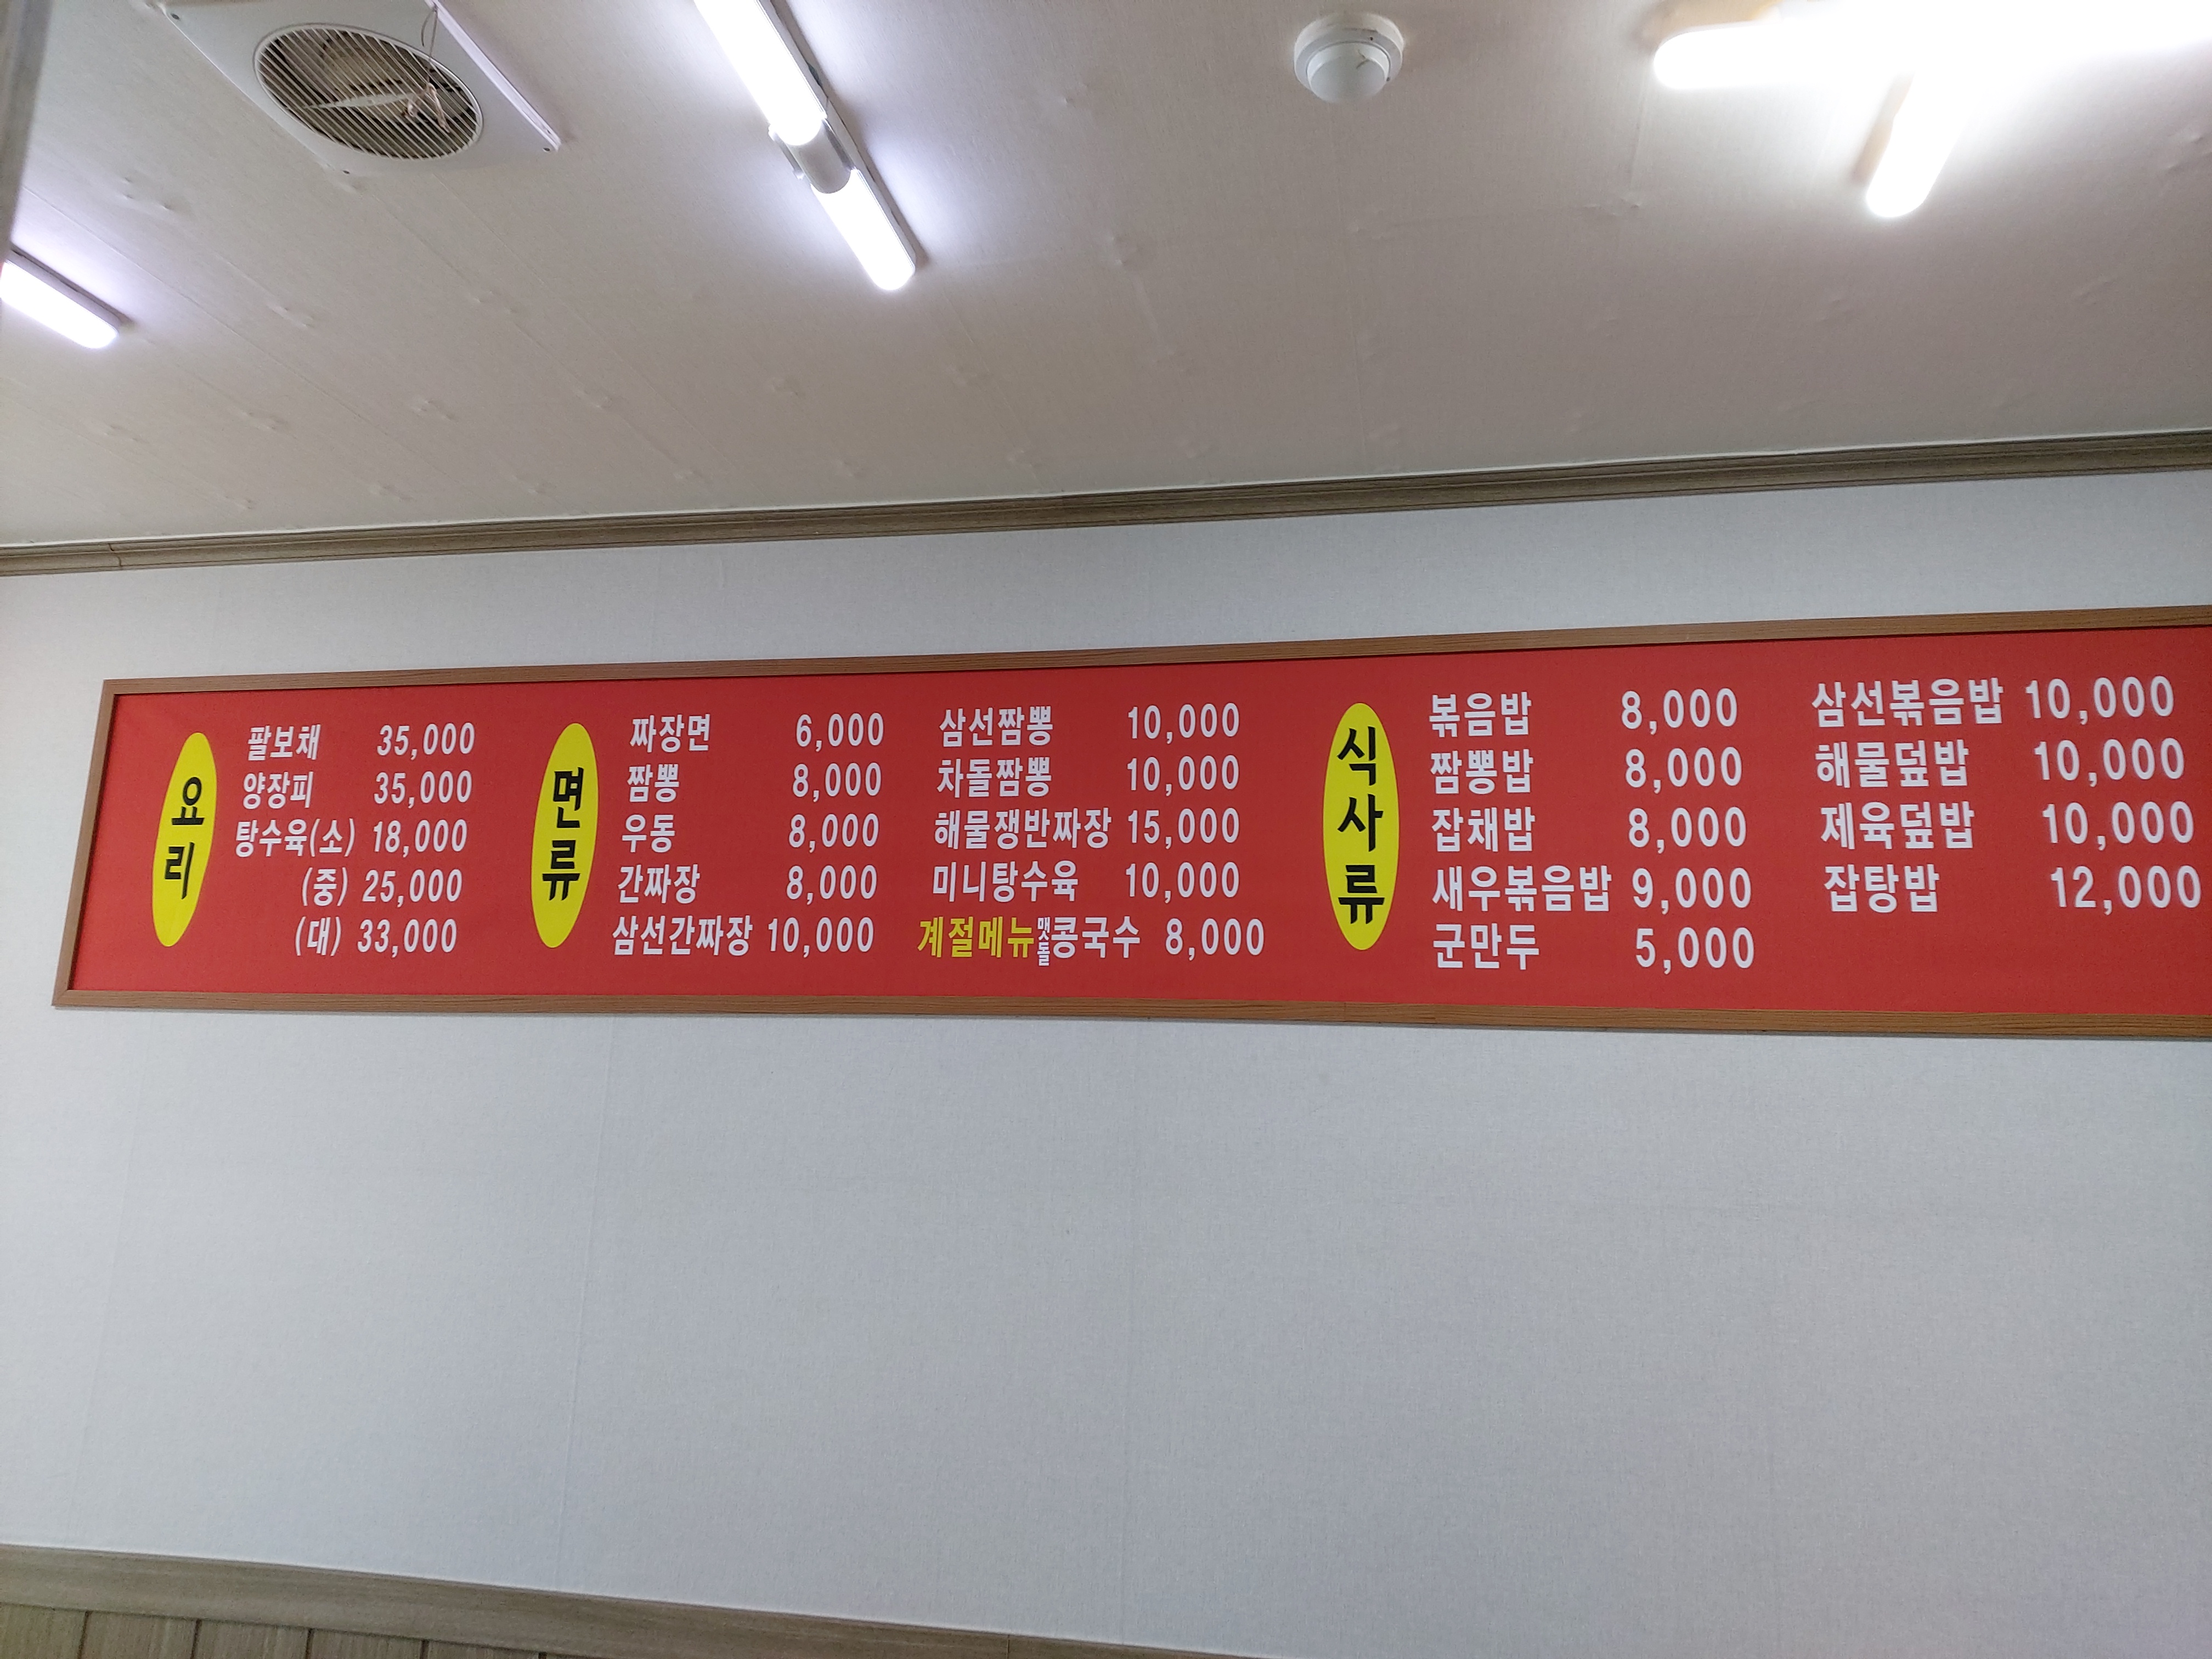 요리
팔보채 35,000
양장피 35,000
탕수육(소) 18,000
(중) 25,000
(대) 33,000
면류
짜장면 6,000
짬뽕 8,000
우동 8,000
간짜장 8,000
삼선간짜장 10,000
삼선짬뽕 10,000
차돌짬뽕 10,000
해물쟁반짜장 15,000
미니탕수육 10,000
계절메뉴 맷돌콩국수 8,000
식사류
볶음밥 8,000
짬뽕밥 8,000
잡채밥 8,000
새우볶음밥 9,000
군만두 5,000
삼선볶음밥 10,000
해물덮밥 10,000
제육덮밥 10,000
잡탕밥 12,000